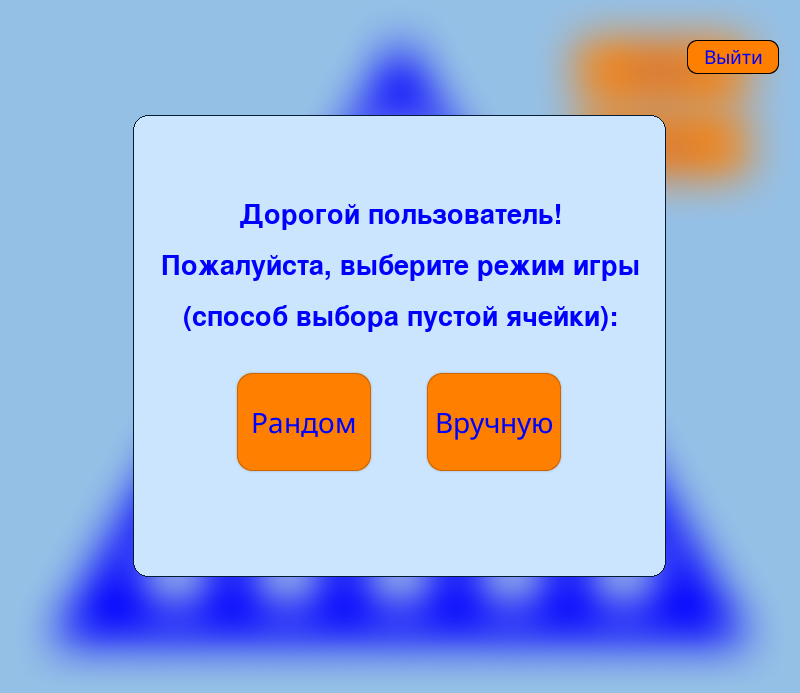 Выйти
Дорогой пользователь!
Пожалуйста, выберите режим игры
(способ выбора пустой ячейки):
Рандом
Вручную